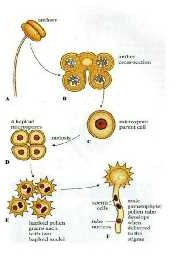 anther
anther
cross-section
A
B
4 haploid
microspores
meiosis
microspore
parent cell
C
D
sperm
cells
tube
nucleus
male
gametophyte:
pollen tube
develops
when
delivered
to the
stigma
E
haploid pollen
grains each
with two
haploid nuclei
F